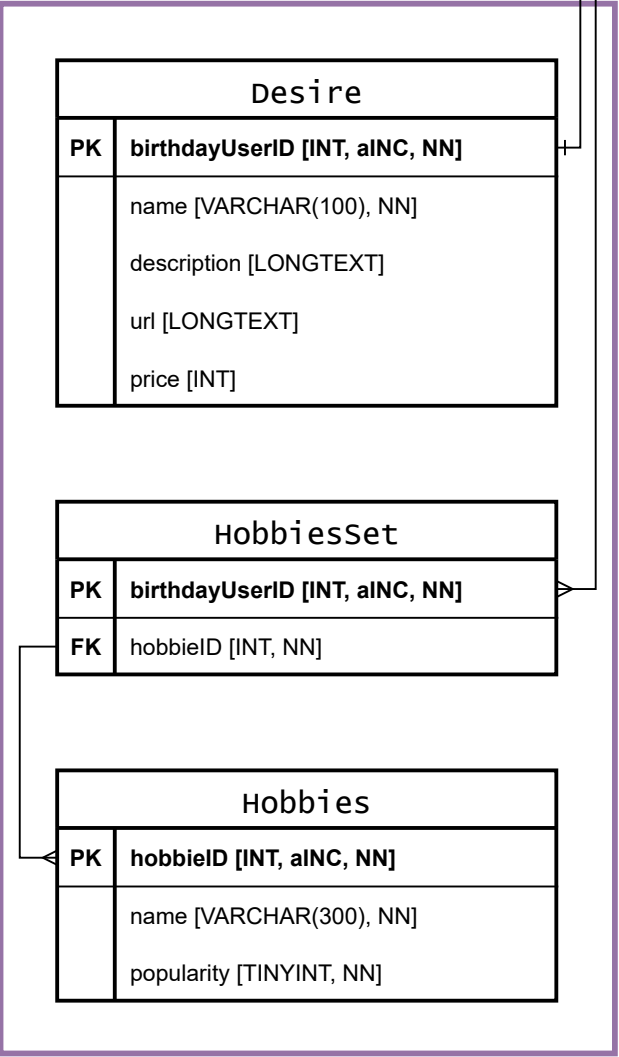 Desire
PK birthdayUserID [INT, aINC, NN]
name [VARCHAR(100), NN]
description [LONGTEXT]
url [LONGTEXT]
price [INT]
HobbiesSet
PK birthdayUserID [INT, aINC, NN]
FK hobbieID [INT, NN]
Hobbies
PK hobbieID [INT, aINC, NN]
name [VARCHAR(300), NN]
popularity [TINYINT, NN]